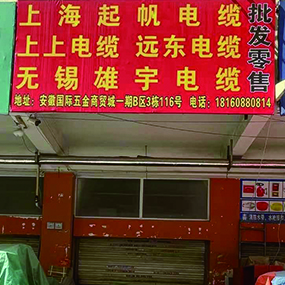 上海起帆电缆
上上电缆 远东电缆
无锡雄宇电缆
批发零售
地址：安徽国际五金商贸城一期B区3栋116号 电话：18160880814